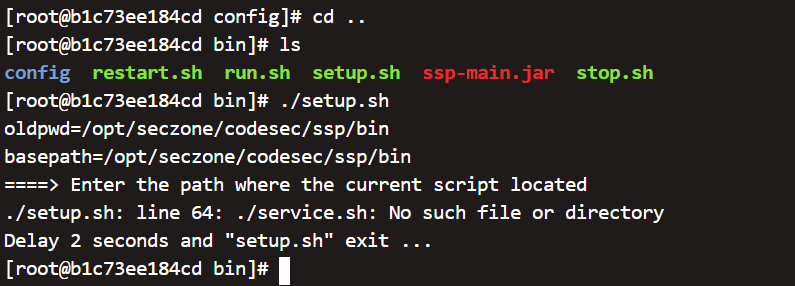 [root@b1c73ee184cd config]# cd ..
[root@b1c73ee184cd bin]# ls
config  restart.sh  run.sh  setup.sh  ssp-main.jar  stop.sh
[root@b1c73ee184cd bin]# ./setup.sh
oldpwd=/opt/seczone/codesec/ssp/bin
basepath=/opt/seczone/codesec/ssp/bin
====> Enter the path where the current script located
./setup.sh: line 64: ./service.sh: No such file or directory
Delay 2 seconds and "setup.sh" exit ...
[root@b1c73ee184cd bin]#